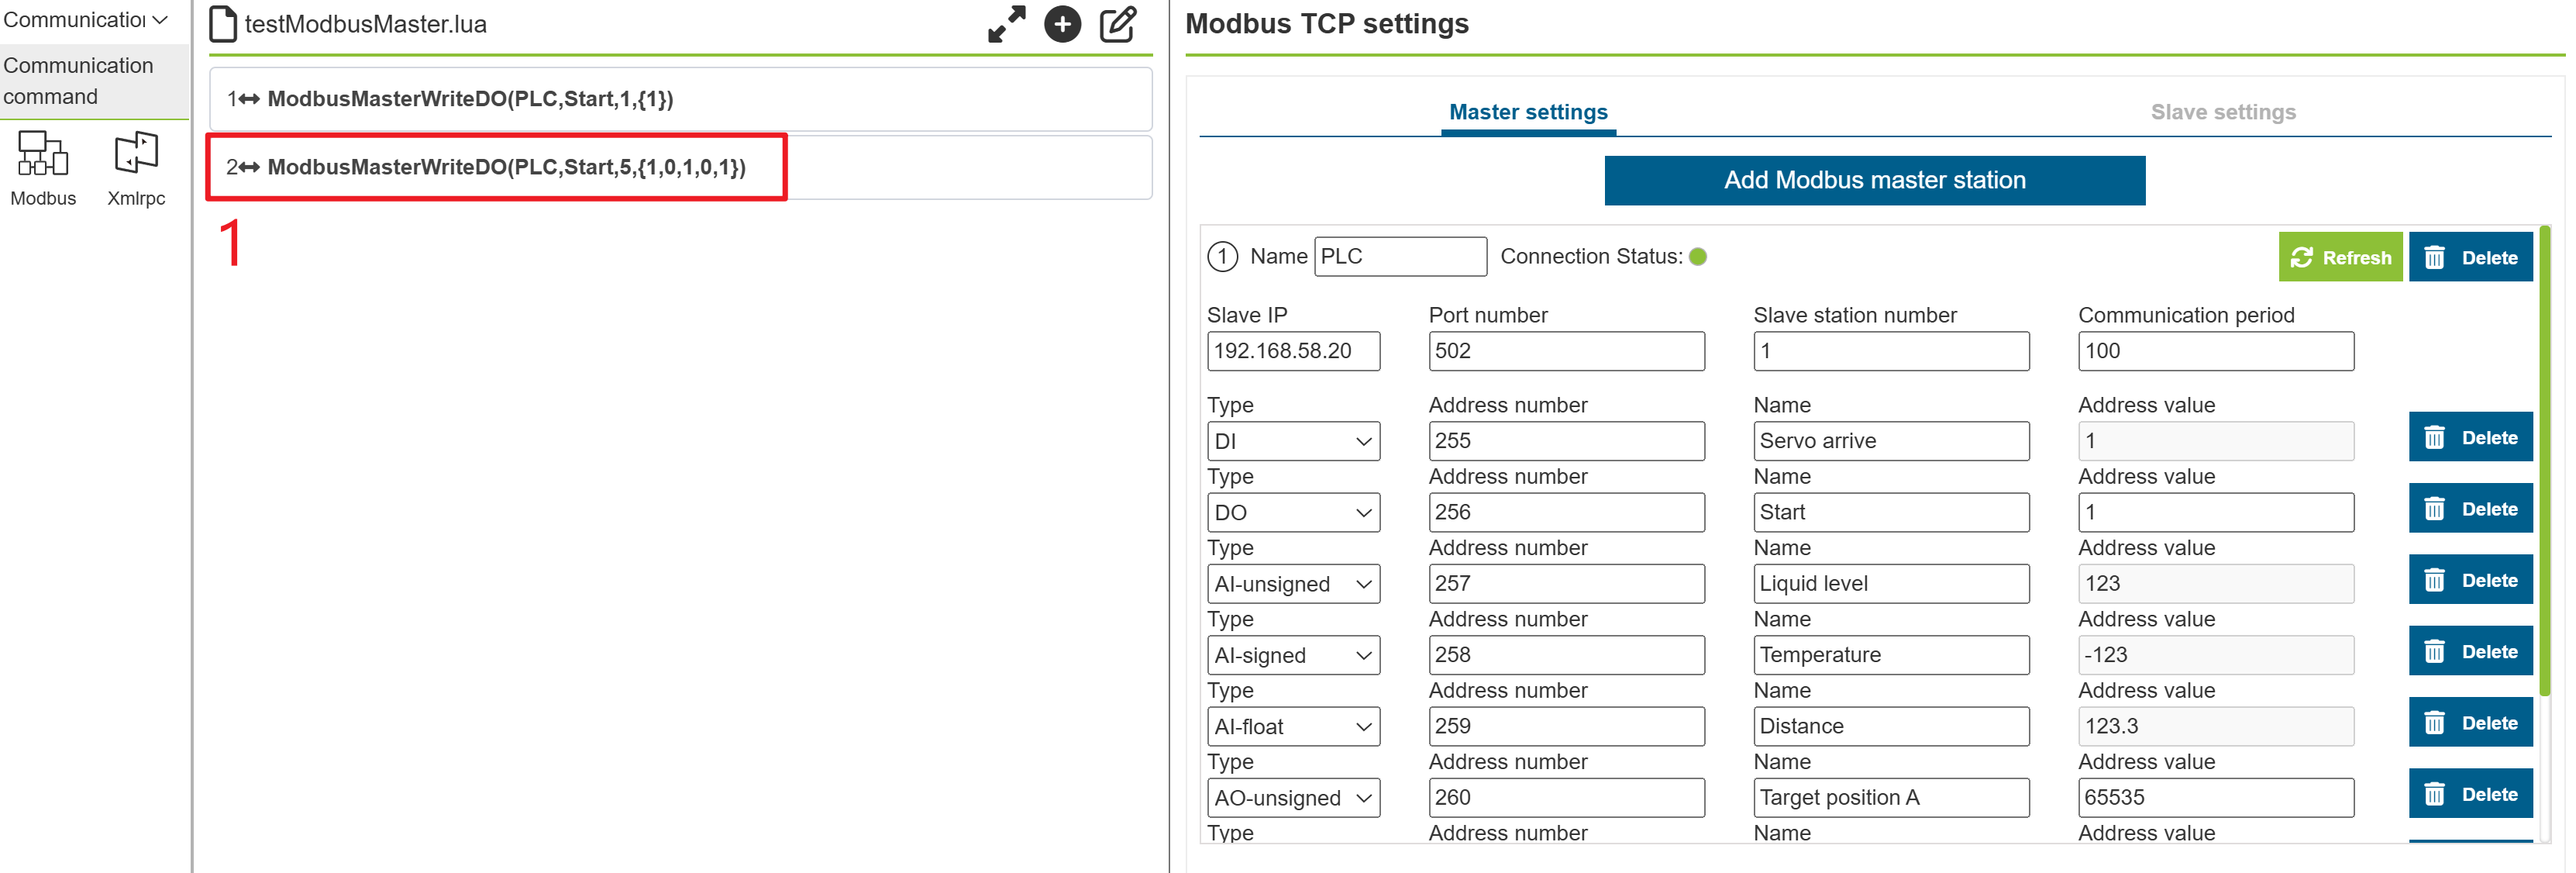 Communication
Communication
command
Modbus
Xmlrpc
testModbusMaster.lua
1 ModbusMasterWriteDO(PLC,Start,1,{1})
2 ModbusMasterWriteDO(PLC,Start,5,{1,0,1,0,1})
1
Modbus TCP settings
Master settings
Slave settings
Add Modbus master station
1 Name PLC Connection Status: Refresh Delete
Slave IP Port number Slave station number Communication period
192.168.58.20 502 1 100
Type Address number Name Address value
DI 255 Servo arrive 1 Delete
Type Address number Name Address value
DO 256 Start 1 Delete
Type Address number Name Address value
AI-unsigned 257 Liquid level 123 Delete
Type Address number Name Address value
AI-signed 258 Temperature -123 Delete
Type Address number Name Address value
AI-float 259 Distance 123.3 Delete
Type Address number Name Address value
AO-unsigned 260 Target position A 65535 Delete
Type Address number Name Address value